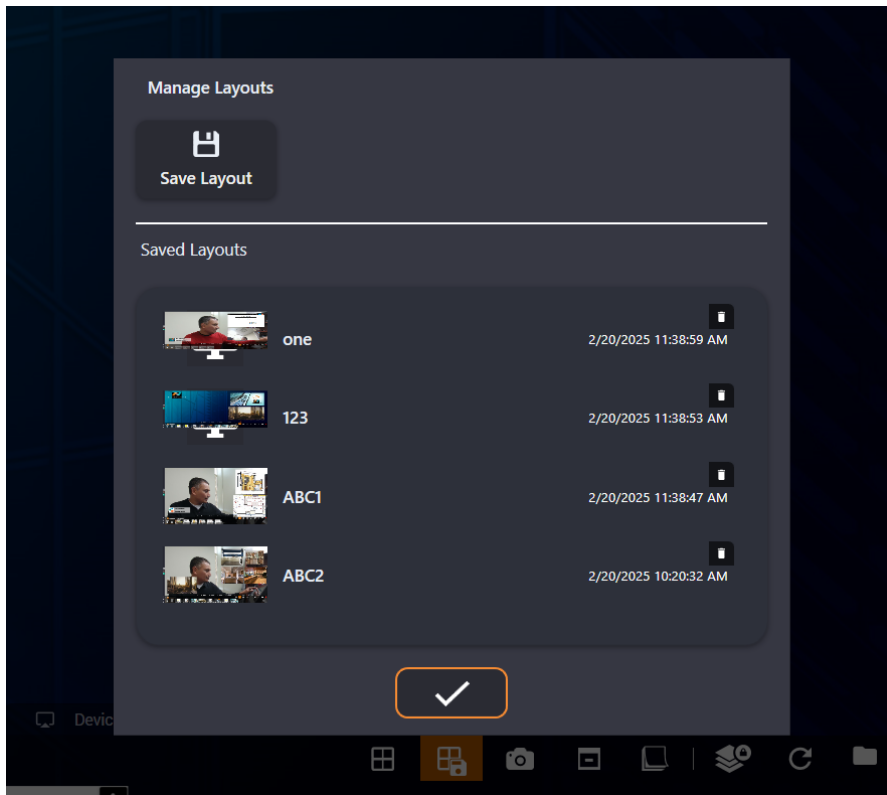 Manage Layouts
Save Layout
Saved Layouts
one
2/20/2025 11:38:59 AM
123
2/20/2025 11:38:53 AM
ABC1
2/20/2025 11:38:47 AM
ABC2
2/20/2025 10:20:32 AM
Devic